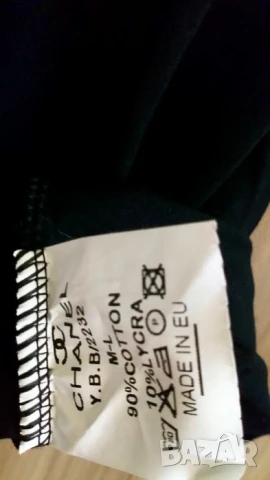 CHANEL
Y.B.B/2232
M-L
90%COTTON
10%LYCRA
MADE IN EU
bazar